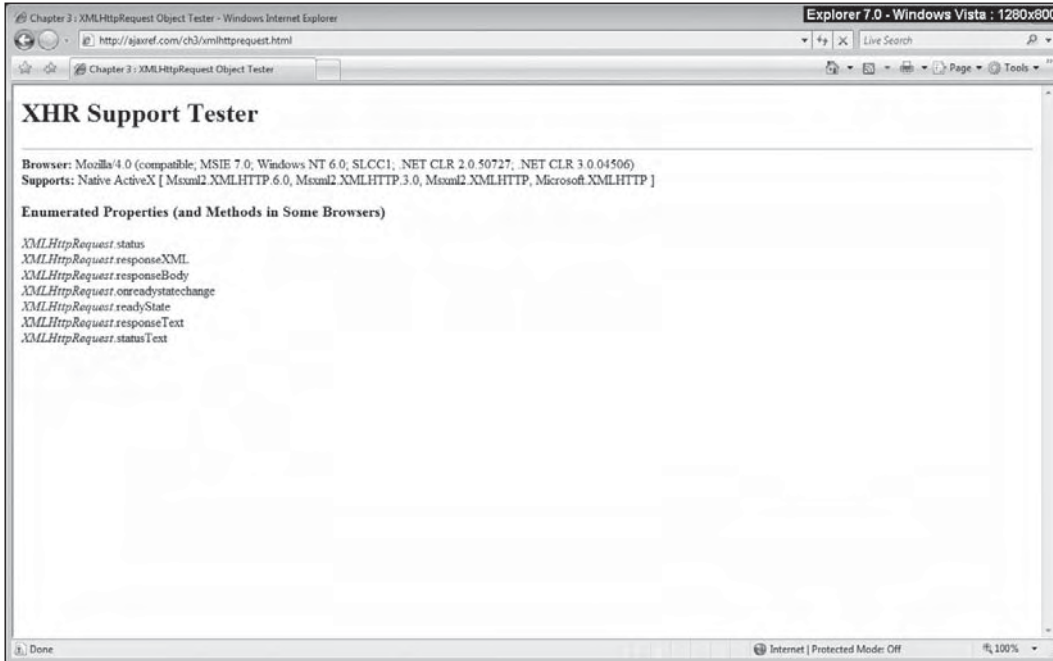 Chapter 3 : XMLHttpRequest Object Tester - Windows Internet Explorer
Explorer 7.0 - Windows Vista : 1280x800
http://ajaxref.com/ch3/xmlhttprequest.html
Live Search
Chapter 3 : XMLHttpRequest Object Tester
Page
Tools
XHR Support Tester
Browser: Mozilla/4.0 (compatible; MSIE 7.0; Windows NT 6.0; SLCC1; .NET CLR 2.0.50727; .NET CLR 3.0.04506)
Supports: Native ActiveX [ Msxml2.XMLHTTP.6.0, Msxml2.XMLHTTP.3.0, Msxml2.XMLHTTP, Microsoft.XMLHTTP ]
Enumerated Properties (and Methods in Some Browsers)
XMLHttpRequest.status
XMLHttpRequest.responseXML
XMLHttpRequest.responseBody
XMLHttpRequest.onreadystatechange
XMLHttpRequest.readyState
XMLHttpRequest.responseText
XMLHttpRequest.statusText
Done
Internet | Protected Mode: Off
100%